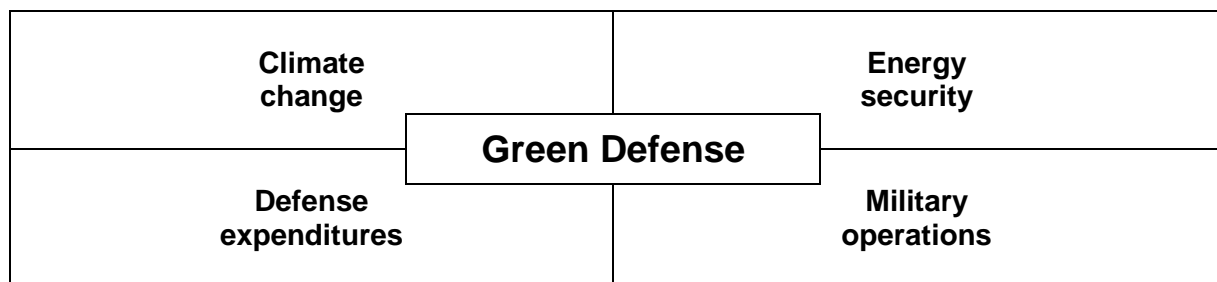 Climate
change
Energy
security
Green Defense
Defense
expenditures
Military
operations